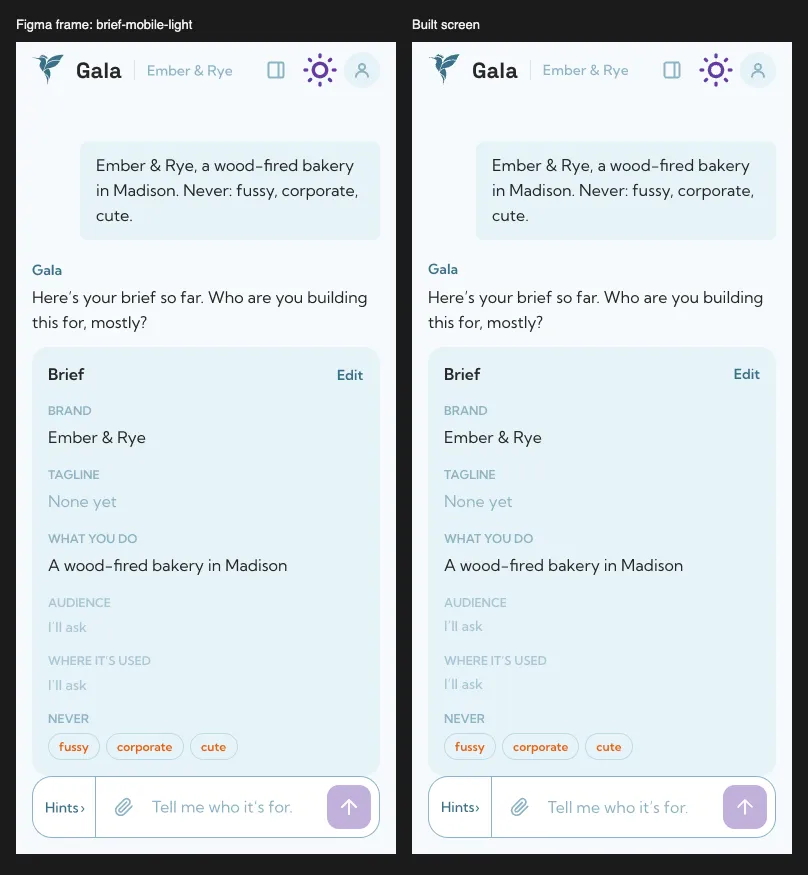 Figma frame: brief-mobile-light
Gala
Ember & Rye
Ember & Rye, a wood-fired bakery
in Madison. Never: fussy, corporate,
cute.
Gala
Here's your brief so far. Who are you building
this for, mostly?
Brief
Edit
BRAND
Ember & Rye
TAGLINE
None yet
WHAT YOU DO
A wood-fired bakery in Madison
AUDIENCE
I'll ask
WHERE IT'S USED
I'll ask
NEVER
fussy
corporate
cute
Hints›
Tell me who it's for.
Built screen
Gala
Ember & Rye
Ember & Rye, a wood-fired bakery
in Madison. Never: fussy, corporate,
cute.
Gala
Here's your brief so far. Who are you building
this for, mostly?
Brief
Edit
BRAND
Ember & Rye
TAGLINE
None yet
WHAT YOU DO
A wood-fired bakery in Madison
AUDIENCE
I'll ask
WHERE IT'S USED
I'll ask
NEVER
fussy
corporate
cute
Hints›
Tell me who it's for.